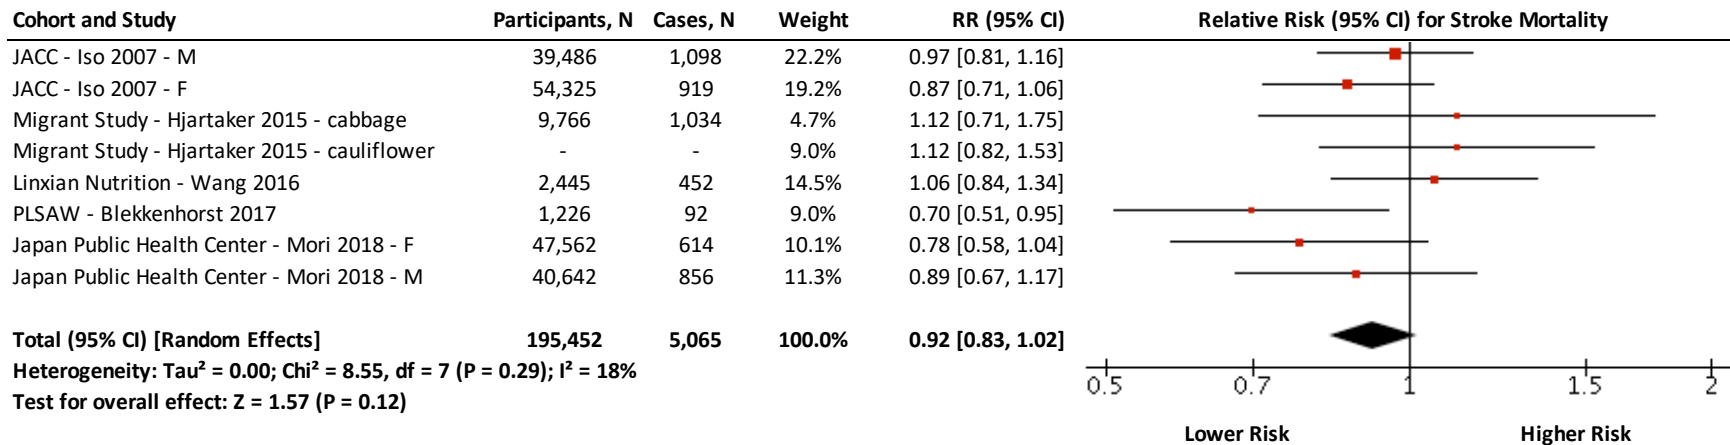 Cohort and Study Participants, N Cases, N Weight RR (95% CI) Relative Risk (95% CI) for Stroke Mortality
JACC - Iso 2007 - M 39,486 1,098 22.2% 0.97 [0.81, 1.16]
JACC - Iso 2007 - F 54,325 919 19.2% 0.87 [0.71, 1.06]
Migrant Study - Hjartaker 2015 - cabbage 9,766 1,034 4.7% 1.12 [0.71, 1.75]
Migrant Study - Hjartaker 2015 - cauliflower - - 9.0% 1.12 [0.82, 1.53]
Linxian Nutrition - Wang 2016 2,445 452 14.5% 1.06 [0.84, 1.34]
PLSAW - Blekkenhorst 2017 1,226 92 9.0% 0.70 [0.51, 0.95]
Japan Public Health Center - Mori 2018 - F 47,562 614 10.1% 0.78 [0.58, 1.04]
Japan Public Health Center - Mori 2018 - M 40,642 856 11.3% 0.89 [0.67, 1.17]
Total (95% CI) [Random Effects] 195,452 5,065 100.0% 0.92 [0.83, 1.02]
Heterogeneity: Tau² = 0.00; Chi² = 8.55, df = 7 (P = 0.29); I² = 18%
Test for overall effect: Z = 1.57 (P = 0.12)
0.5 0.7 1 1.5 2
Lower Risk Higher Risk